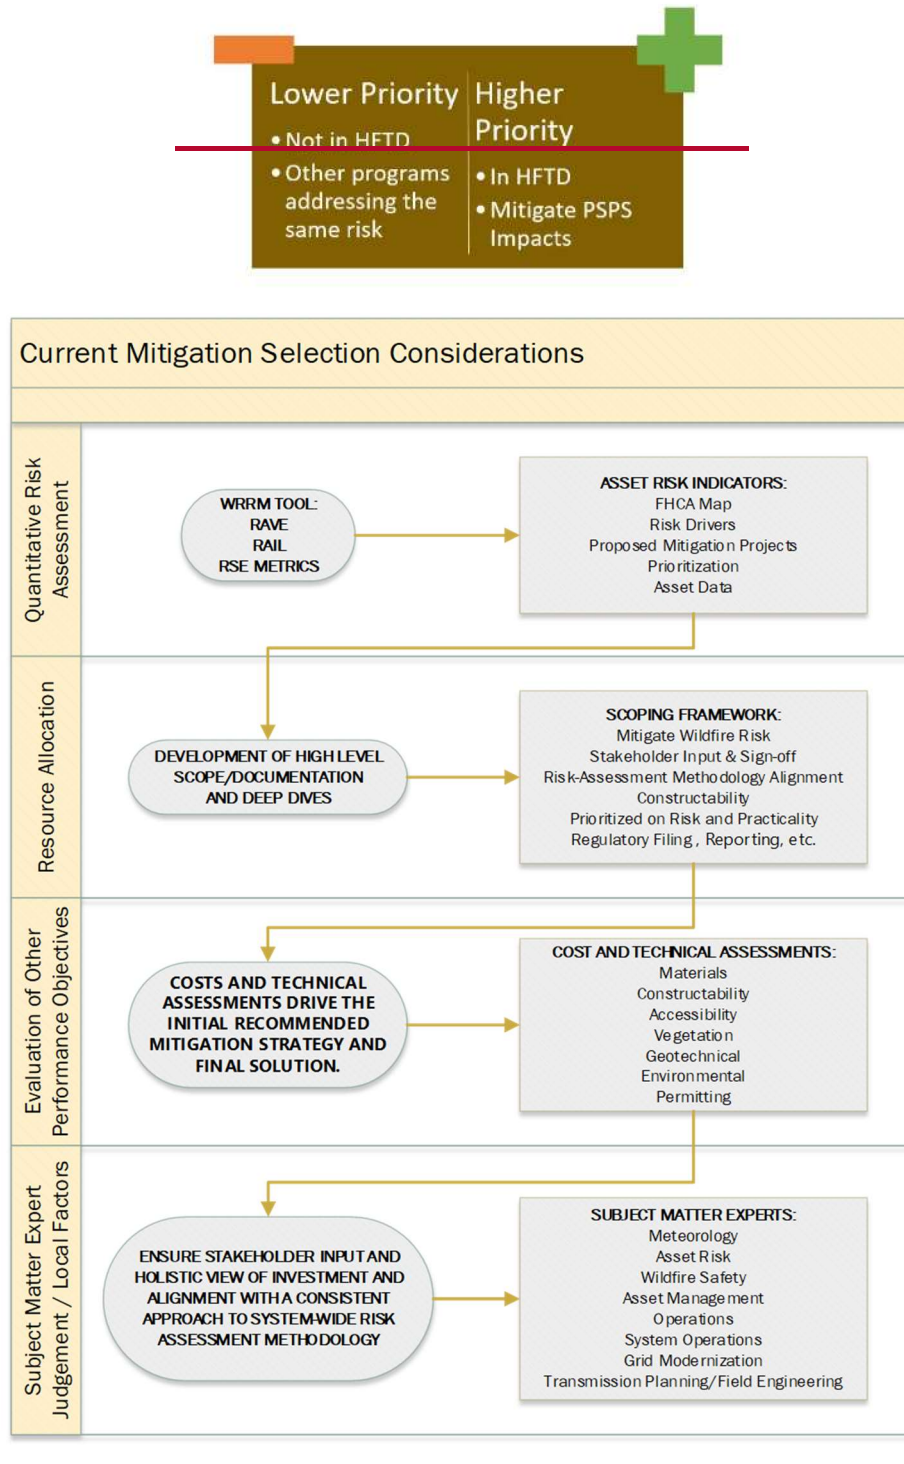 Lower Priority
• Not in HFTD
• Other programs
addressing the
same risk
Higher
Priority
• In HFTD
• Mitigate PSPS
Impacts
Current Mitigation Selection Considerations
Quantitative Risk
Assessment
WRRM TOOL:
RAVE
RAIL
RSE METRICS
ASSET RISK INDICATORS:
FHCA Map
Risk Drivers
Proposed Mitigation Projects
Prioritization
Asset Data
Resource Allocation
DEVELOPMENT OF HIGH LEVEL
SCOPE/DOCUMENTATION
AND DEEP DIVES
SCOPING FRAMEWORK:
Mitigate Wildfire Risk
Stakeholder Input & Sign-off
Risk-Assessment Methodology Alignment
Constructability
Prioritized on Risk and Practicality
Regulatory Filing , Reporting, etc.
Evaluation of Other
Performance Objectives
COSTS AND TECHNICAL
ASSESSMENTS DRIVE THE
INITIAL RECOMMENDED
MITIGATION STRATEGY AND
FINAL SOLUTION.
COST AND TECHNICAL ASSESSMENTS:
Materials
Constructability
Accessibility
Vegetation
Geotechnical
Environmental
Permitting
Subject Matter Expert
Judgement / Local Factors
ENSURE STAKEHOLDER INPUT AND
HOLISTIC VIEW OF INVESTMENT AND
ALIGNMENT WITH A CONSISTENT
APPROACH TO SYSTEM-WIDE RISK
ASSESSMENT METHODOLOGY
SUBJECT MATTER EXPERTS:
Meteorology
Asset Risk
Wildfire Safety
Asset Management
Operations
System Operations
Grid Modernization
Transmission Planning/Field Engineering